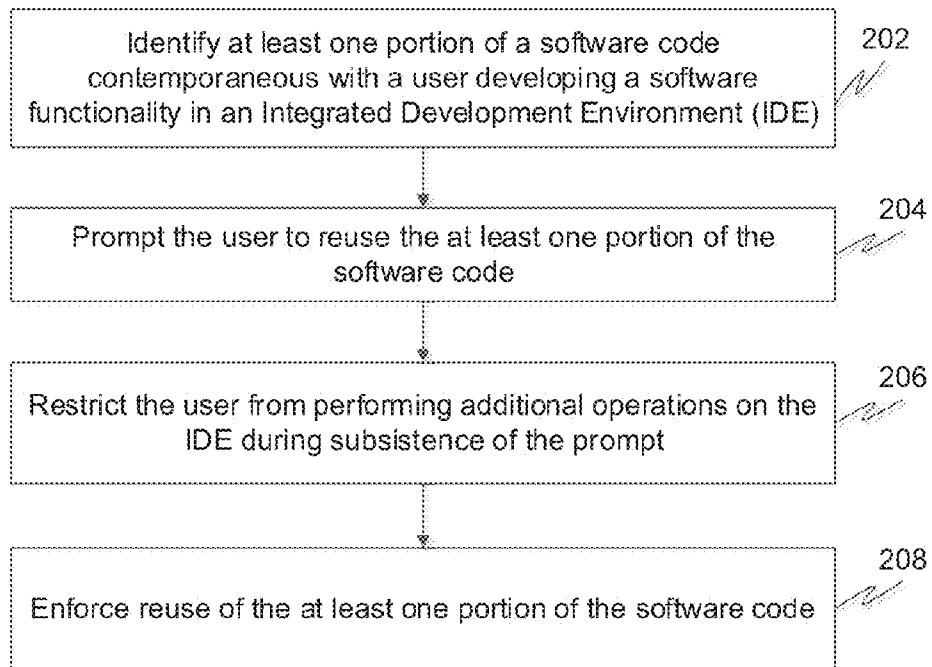 Identify at least one portion of a software code
contemporaneous with a user developing a software
functionality in an Integrated Development Environment (IDE)
202
Prompt the user to reuse the at least one portion of the
software code
204
Restrict the user from performing additional operations on the
IDE during subsistence of the prompt
206
Enforce reuse of the at least one portion of the software code
208